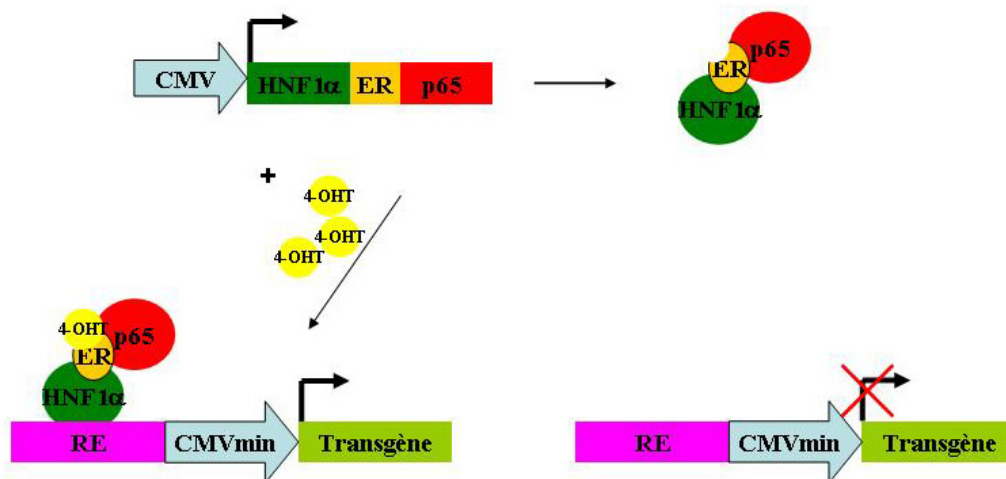 CMV HNF1α ER p65
p65
ER
HNF1α
+
4-OHT
4-OHT
4-OHT
4-OHT
p65
ER
HNF1α
RE CMVmin Transgène
RE CMVmin Transgène